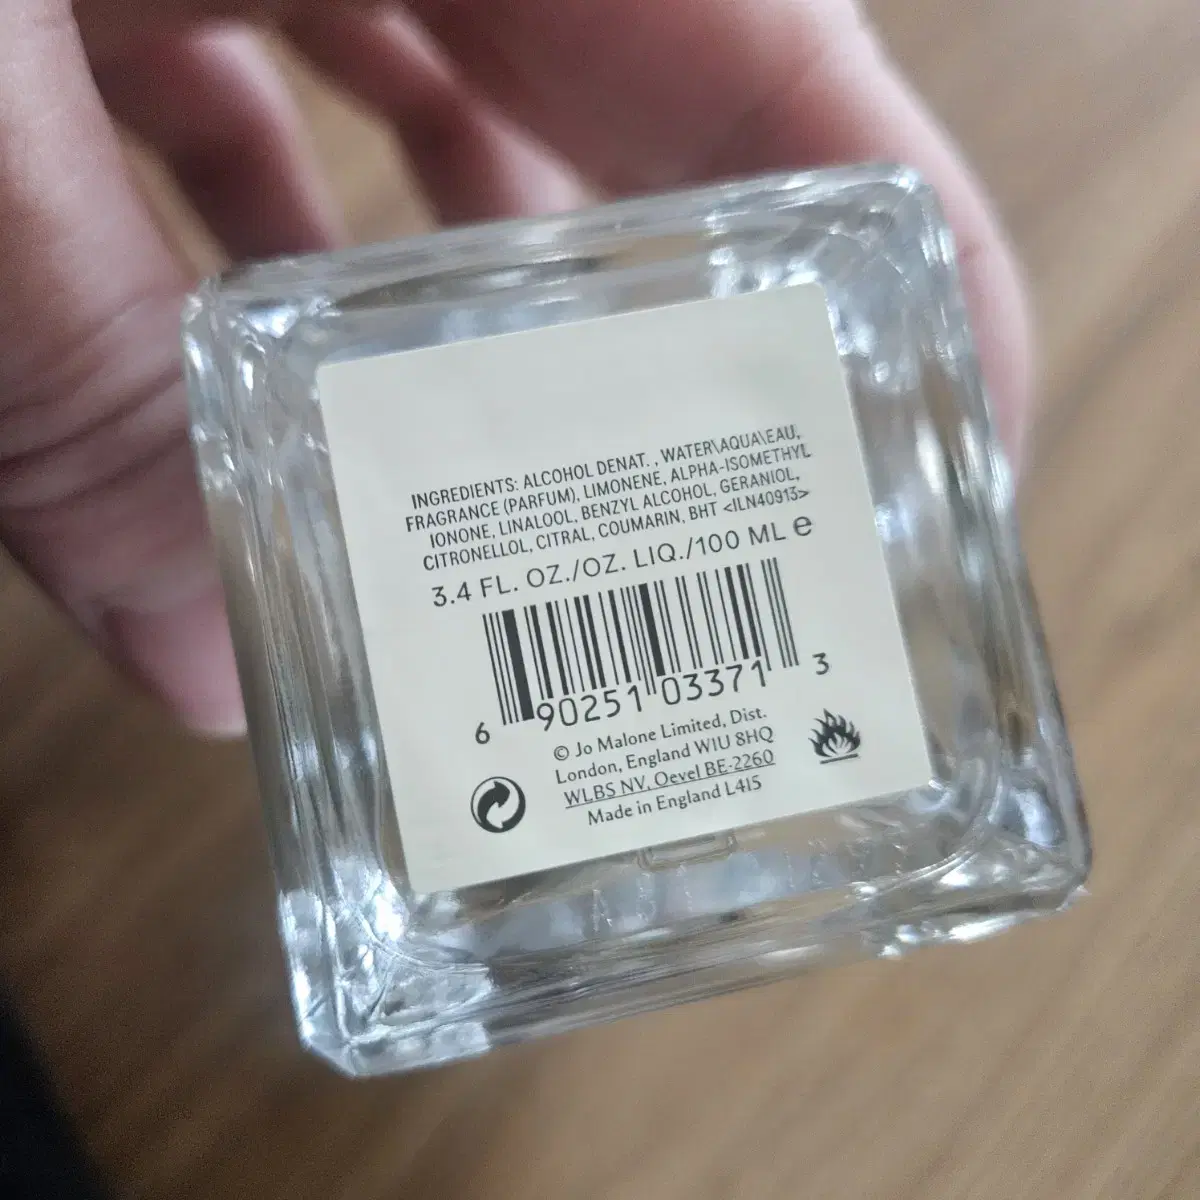 INGREDIENTS: ALCOHOL DENAT. , WATER\AQUA\EAU,
FRAGRANCE (PARFUM), LIMONENE, ALPHA-ISOMETHYL
IONONE, LINALOOL, BENZYL ALCOHOL, GERANIOL,
CITRONELLOL, CITRAL, COUMARIN, BHT <ILN40913>
3.4 FL. OZ./OZ. LIQ./100 ML e
6 90251 03371 3
© Jo Malone Limited, Dist.
London, England W1U 8HQ
WLBS NV, Oevel BE-2260
Made in England L415